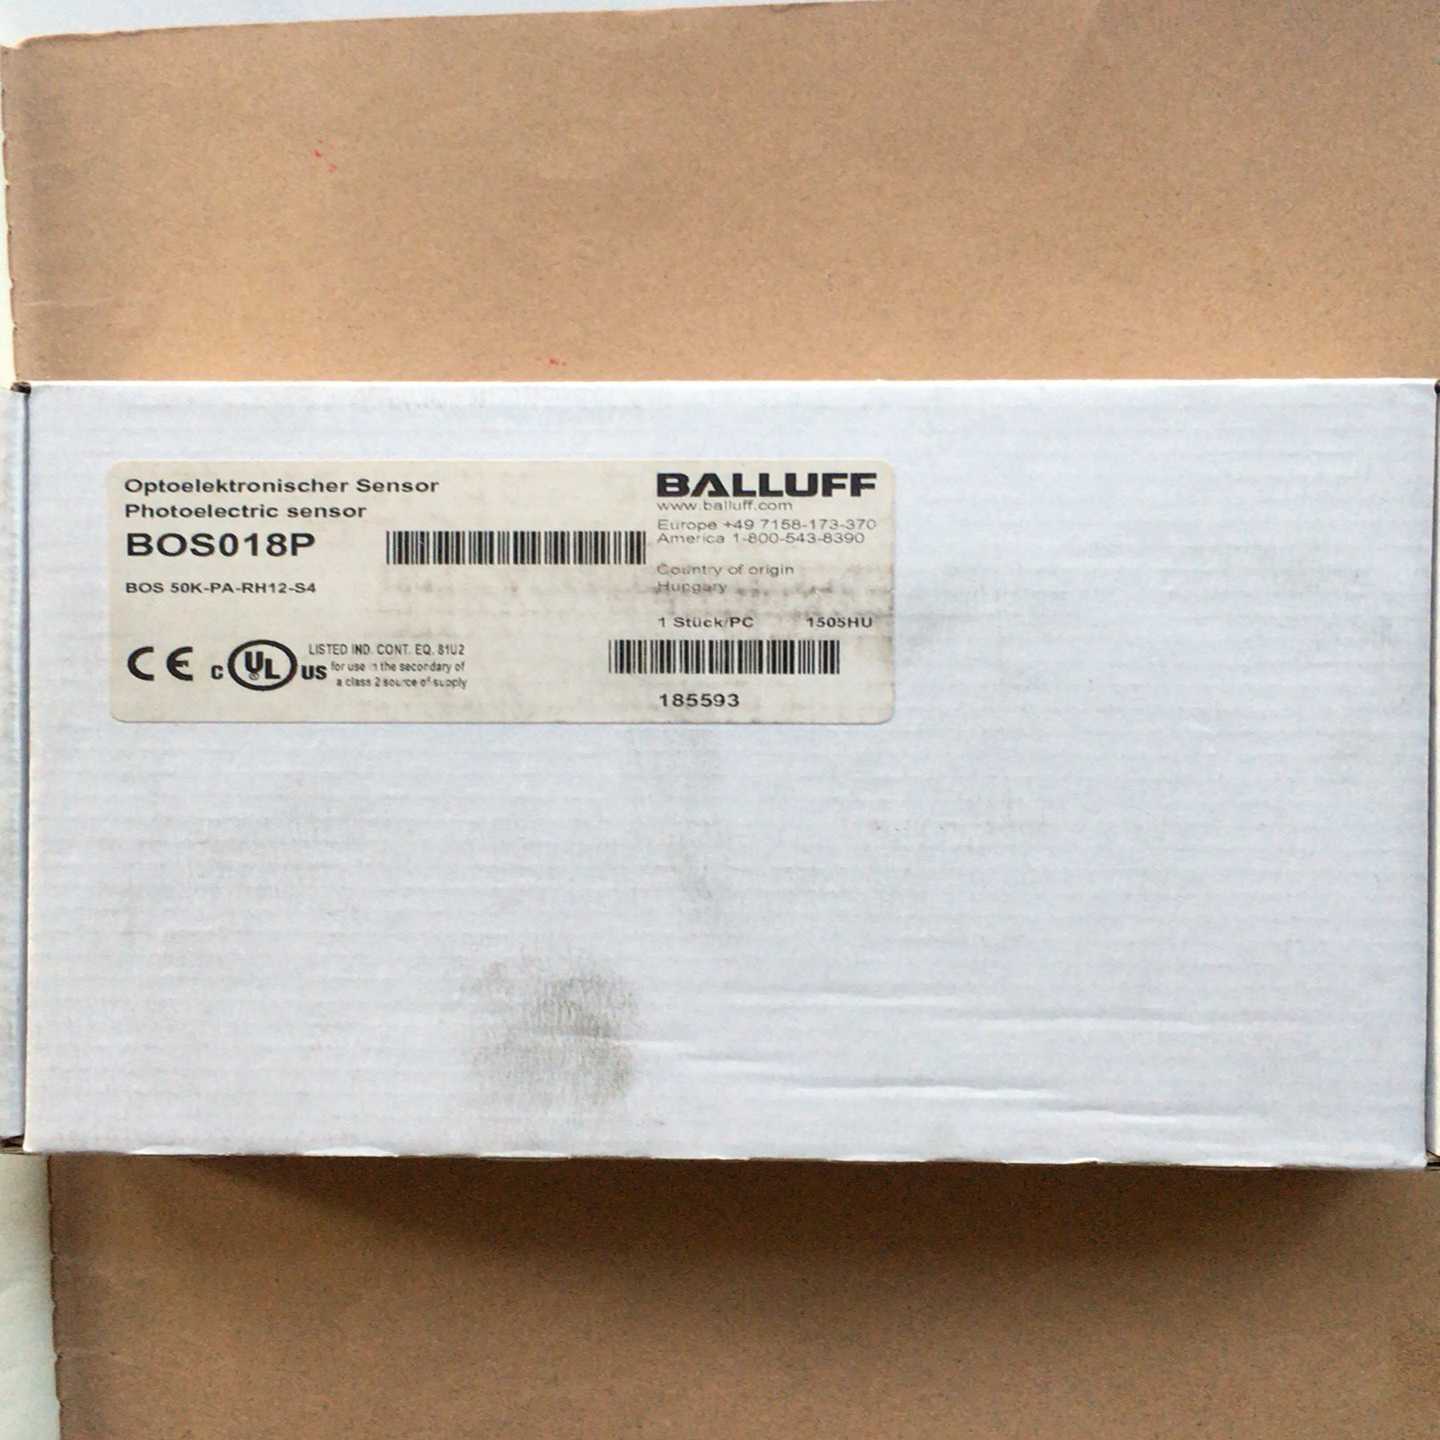 Optoelektronischer Sensor
Photoelectric sensor
BOS018P
BOS 50K-PA-RH12-S4
BALLUFF
www.balluff.com
Europe +49 7158-173-370
America 1-800-543-8390
Country of origin
Hungary
1 Stück/PC 1505HU
185593
CE
c UL ® US
LISTED IND. CONT. EQ. 81U2
for use in the secondary of
a class 2 source of supply